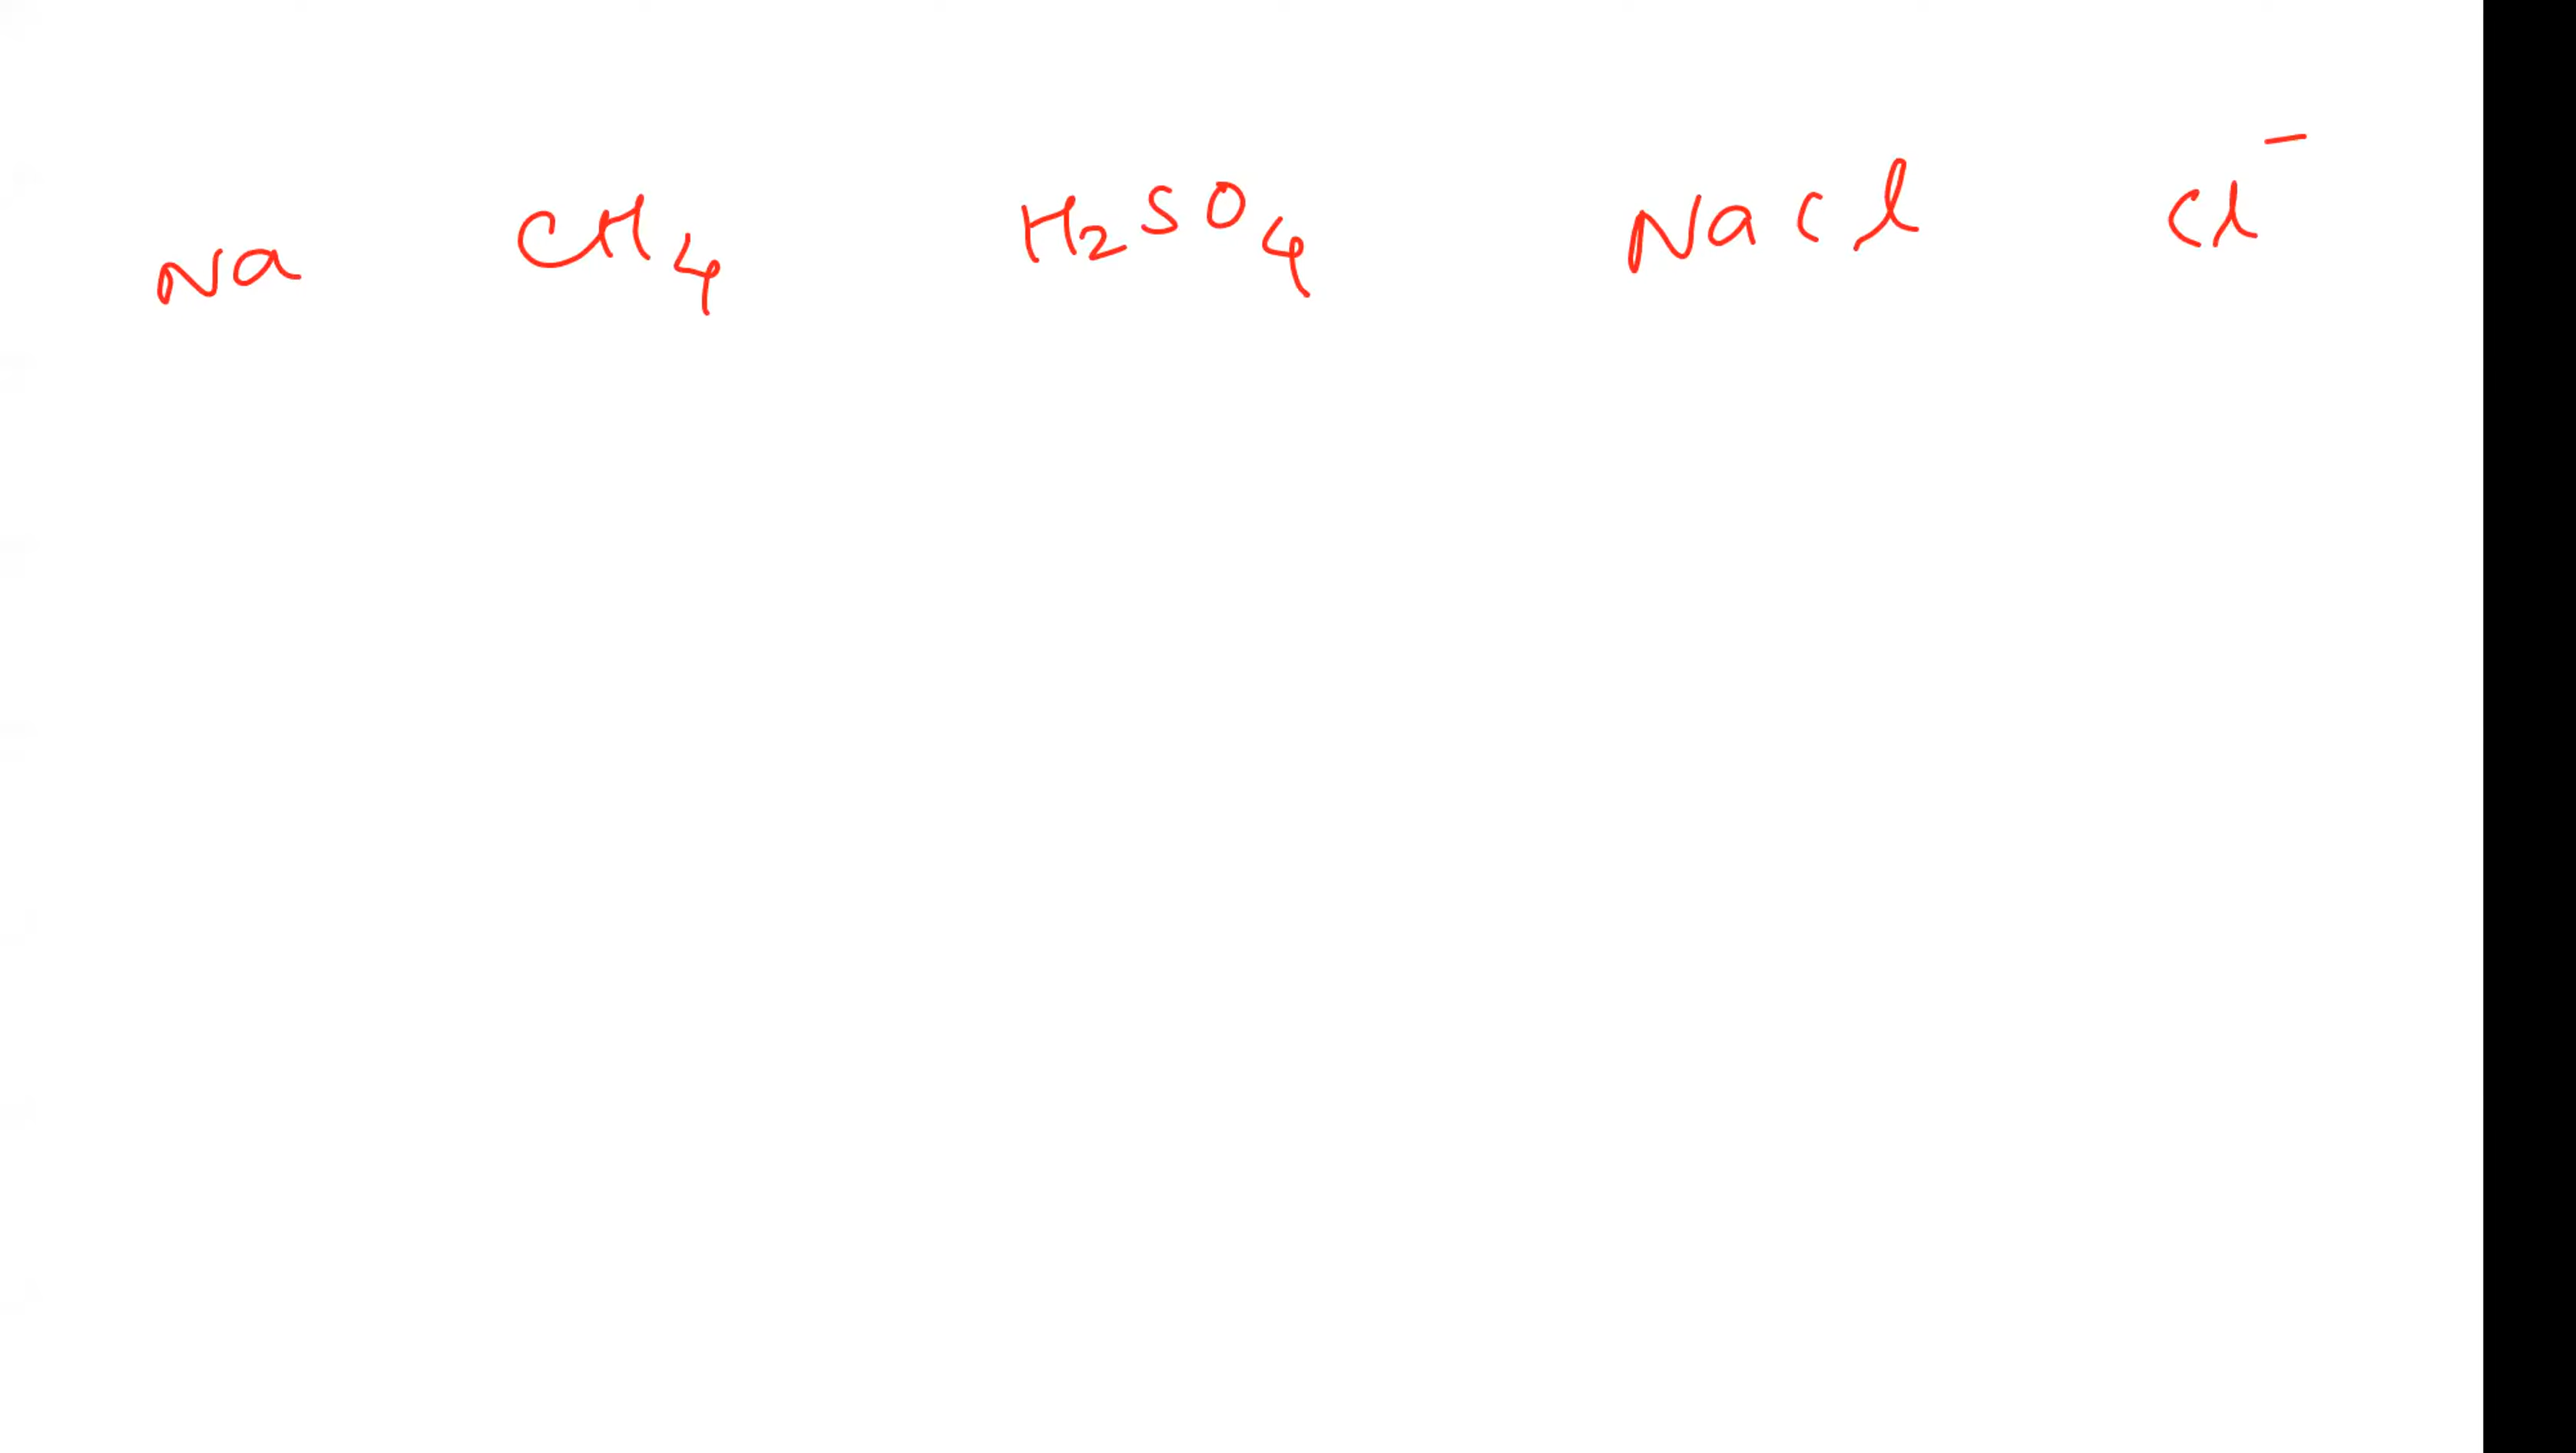 Na CH₄ H₂SO₄ NaCl Cl⁻